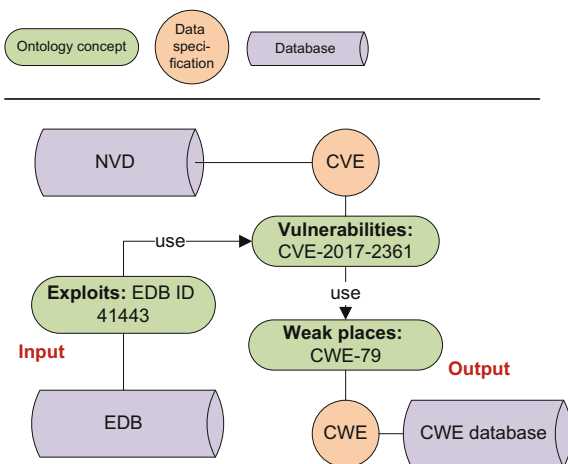 Ontology concept
Data
speci-
fication
Database
NVD
CVE
use
Vulnerabilities:
CVE-2017-2361
Exploits: EDB ID
41443
use
Input
Weak places:
CWE-79
Output
EDB
CWE
CWE database